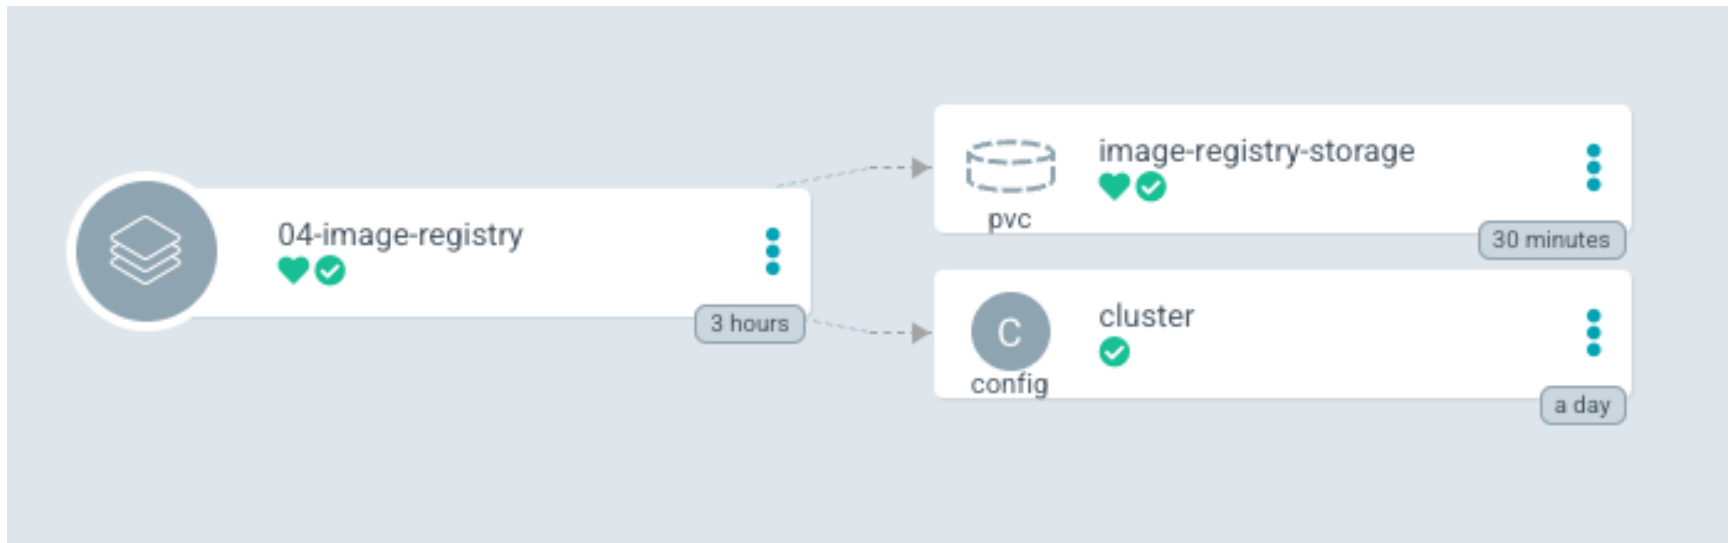 04-image-registry
3 hours
image-registry-storage
pvc
30 minutes
C
cluster
config
a day